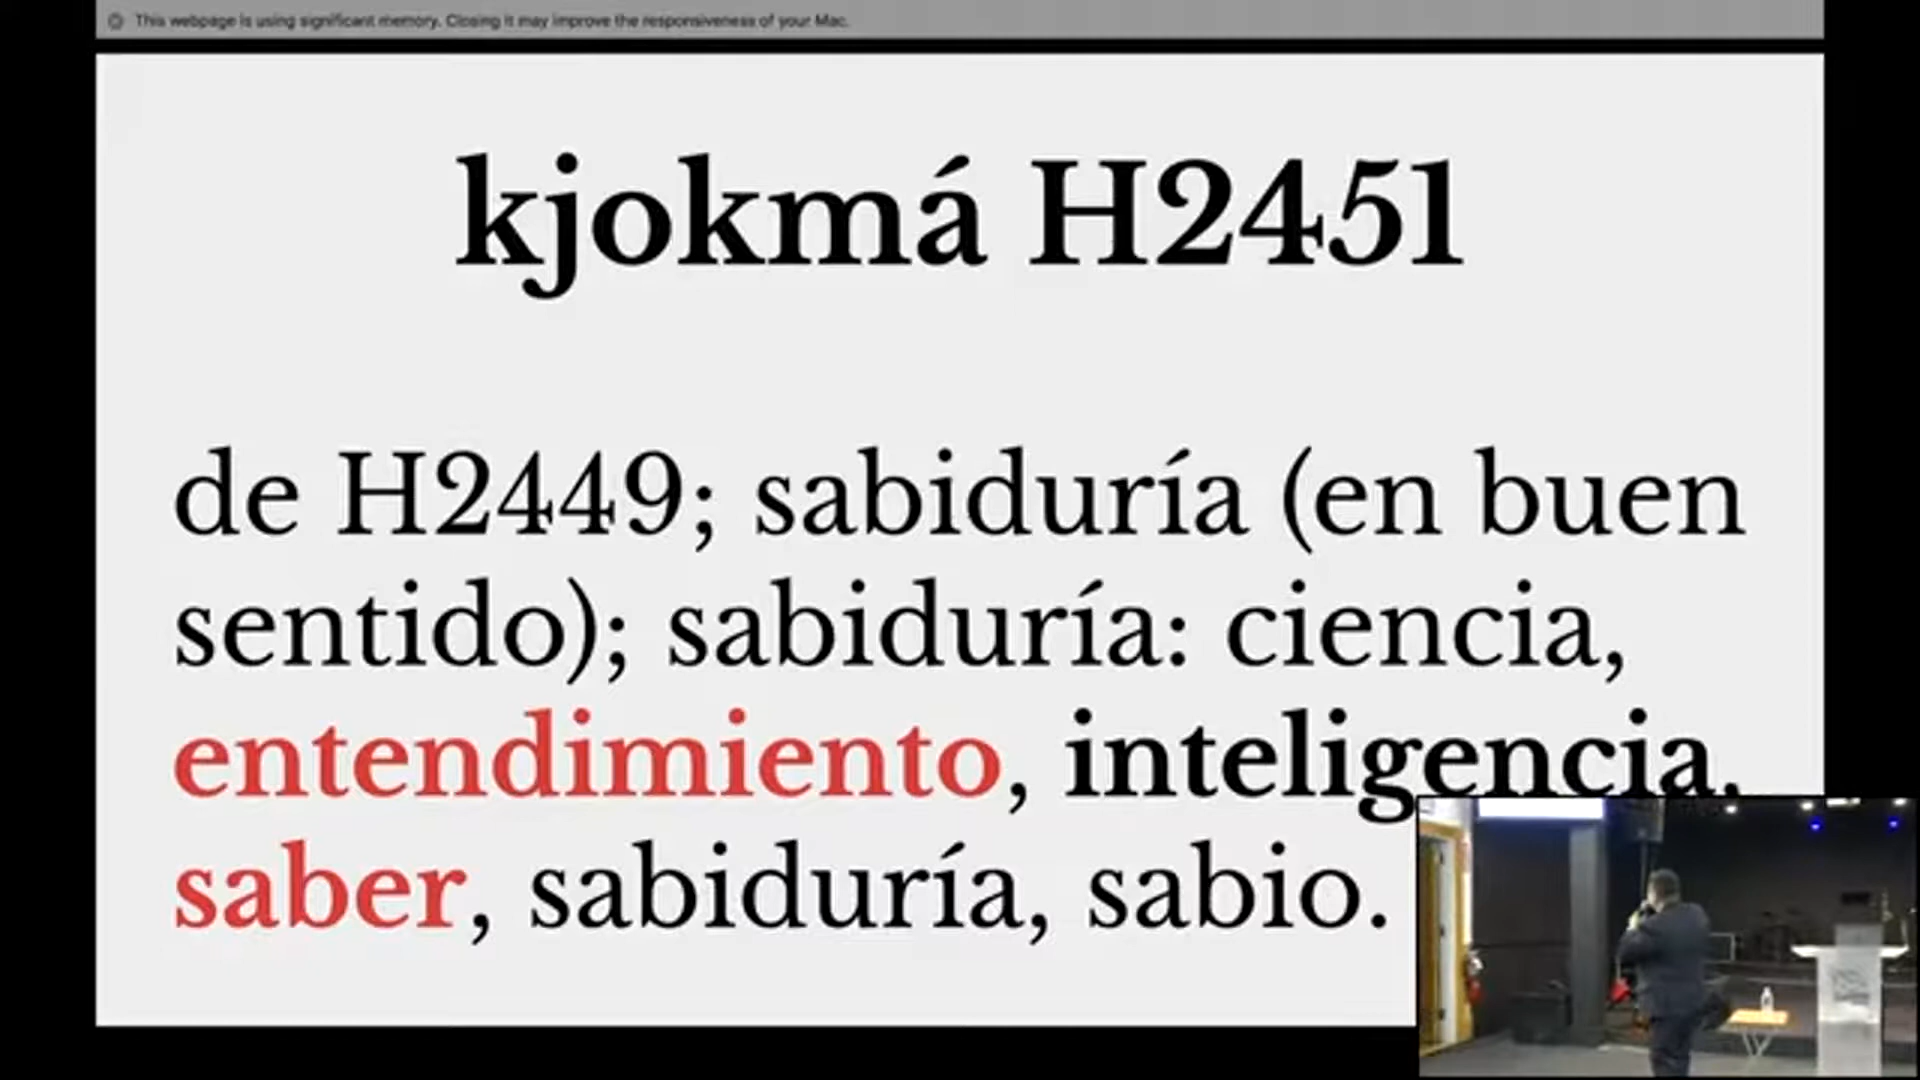 This webpage is using significant memory. Closing it may improve the responsiveness of your Mac.
kjokmá H2451
de H2449; sabiduría (en buen
sentido); sabiduría: ciencia,
entendimiento, inteligencia,
saber, sabiduría, sabio.